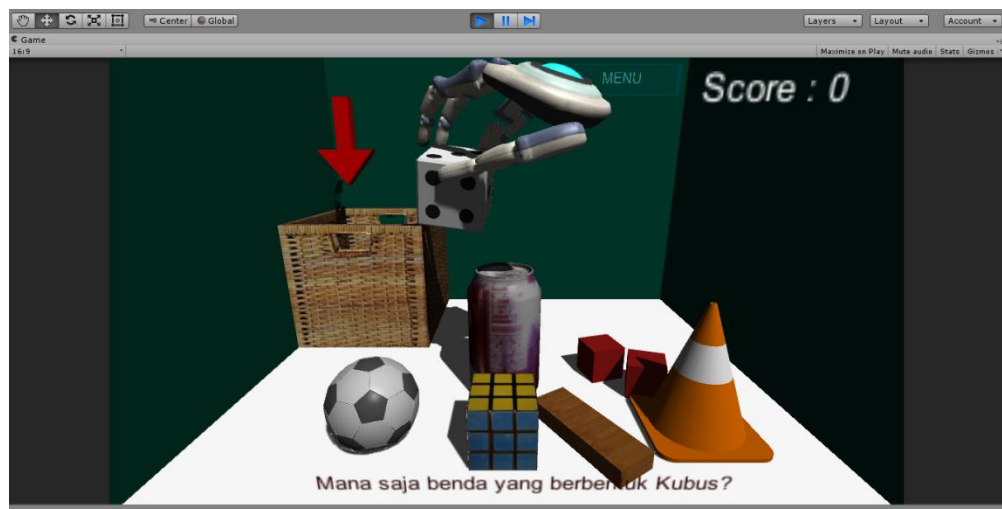 Center Global
Layers Layout Account
Game
16:9 Maximize on Play Mute audio Stats Gizmos
MENU
Score : 0
Mana saja benda yang berbentuk Kubus?